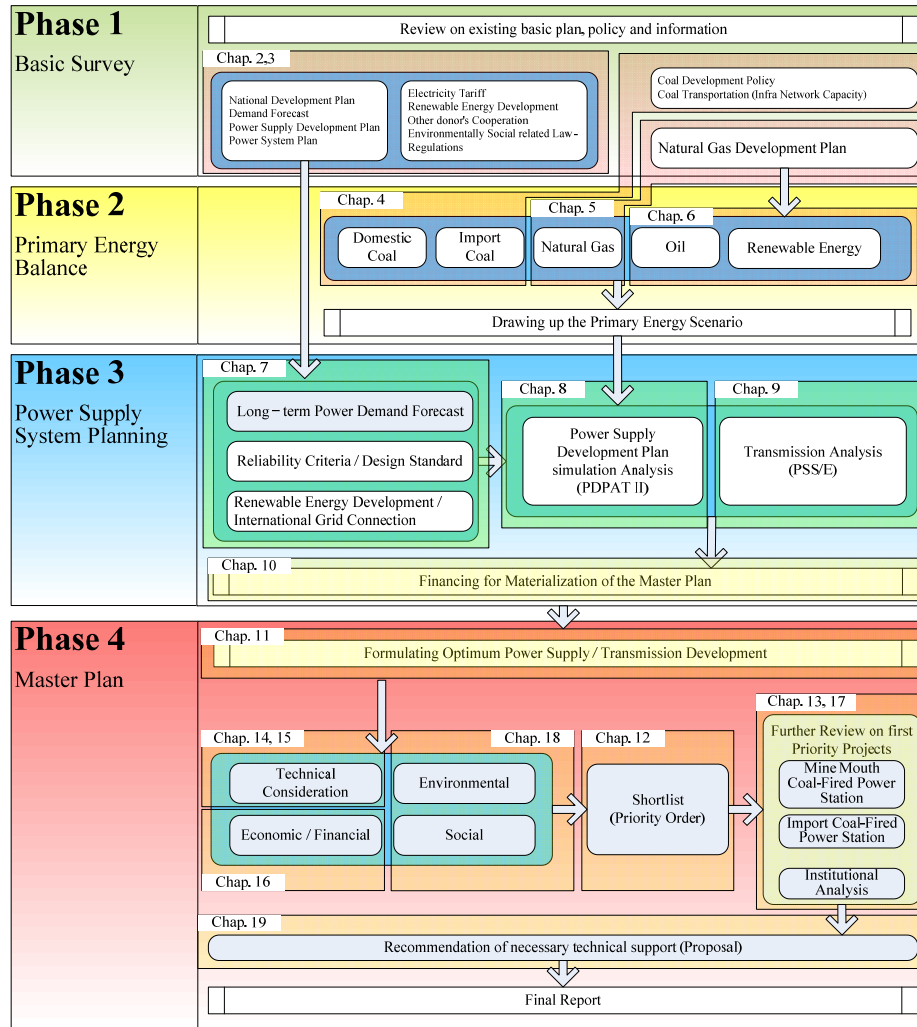 Phase 1
Basic Survey
Review on existing basic plan, policy and information
Chap. 2,3
National Development Plan
Demand Forecast
Power Supply Development Plan
Power System Plan
Electricity Tariff
Renewable Energy Development
Other donor's Cooperation
Environmentally Social related Law-
Regulations
Coal Development Policy
Coal Transportation (Infra Network Capacity)
Natural Gas Development Plan
Phase 2
Primary Energy
Balance
Chap. 4
Chap. 5
Chap. 6
Domestic
Coal
Import
Coal
Natural Gas
Oil
Renewable Energy
Drawing up the Primary Energy Scenario
Phase 3
Power Supply
System Planning
Chap. 7
Long－term Power Demand Forecast
Reliability Criteria / Design Standard
Renewable Energy Development /
International Grid Connection
Chap. 8
Power Supply
Development Plan
simulation Analysis
(PDPAT II)
Chap. 9
Transmission Analysis
(PSS/E)
Chap. 10
Financing for Materialization of the Master Plan
Phase 4
Master Plan
Chap. 11
Formulating Optimum Power Supply / Transmission Development
Chap. 14, 15
Technical
Consideration
Economic / Financial
Chap. 16
Chap. 18
Environmental
Social
Chap. 12
Shortlist
(Priority Order)
Chap. 13, 17
Further Review on first
Priority Projects
Mine Mouth
Coal-Fired Power
Station
Import Coal-Fired
Power Station
Institutional
Analysis
Chap. 19
Recommendation of necessary technical support (Proposal)
Final Report